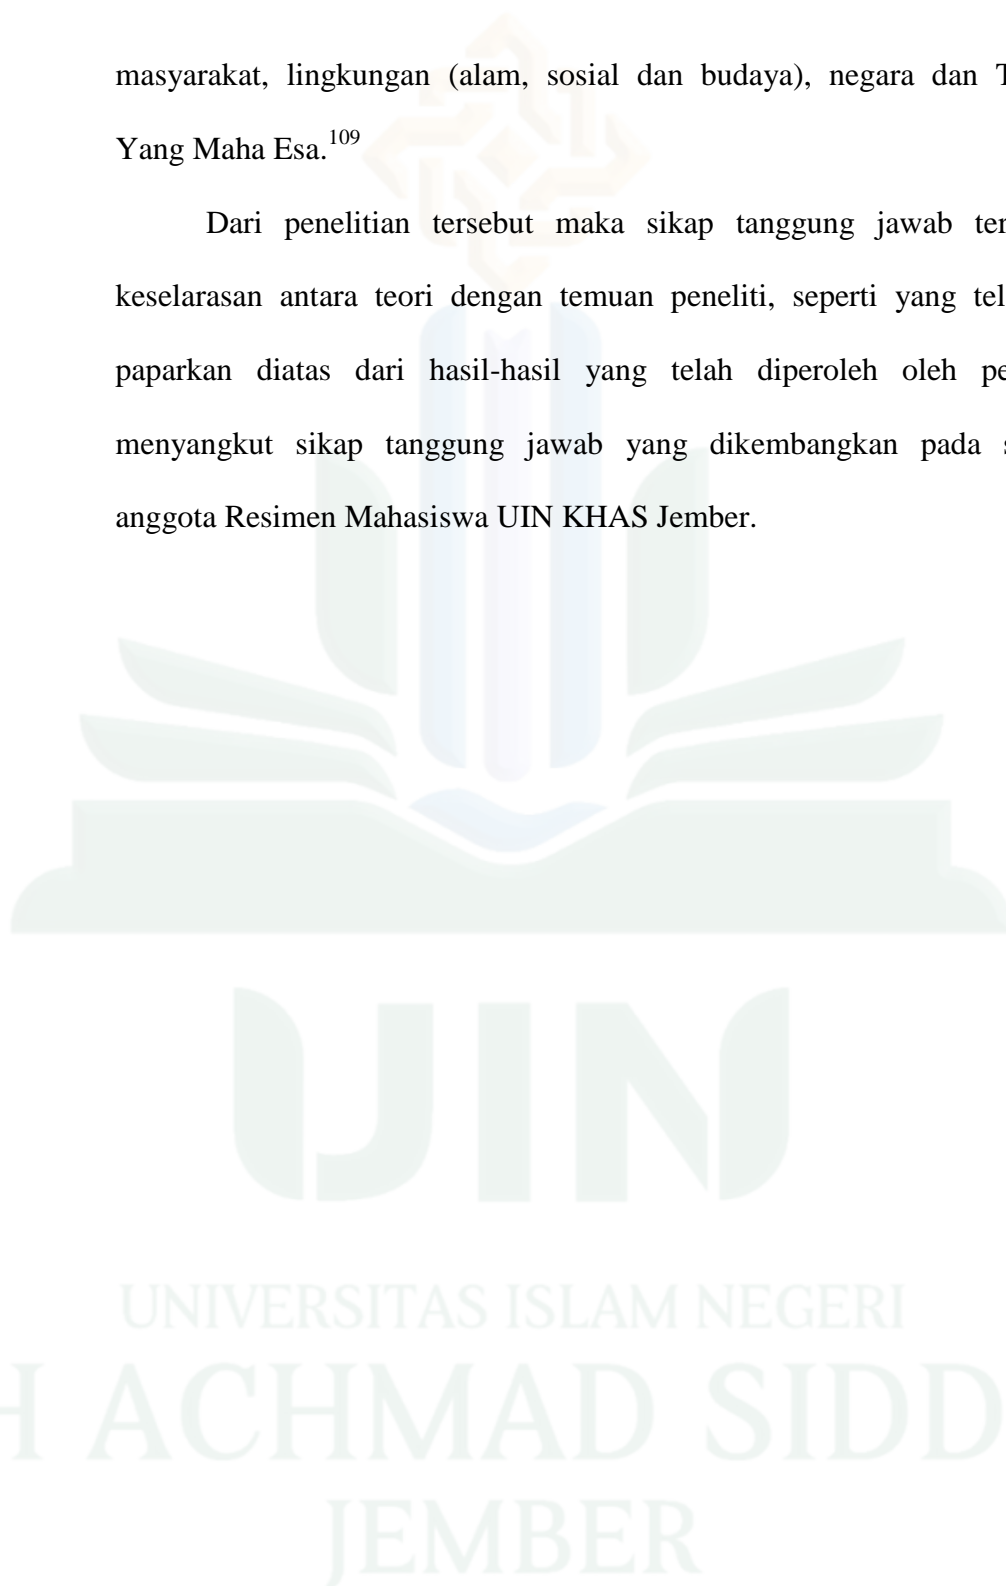 masyarakat, lingkungan (alam, sosial dan budaya), negara dan T
Yang Maha Esa.109
Dari penelitian tersebut maka sikap tanggung jawab ter
keselarasan antara teori dengan temuan peneliti, seperti yang tel
paparkan diatas dari hasil-hasil yang telah diperoleh oleh pe
menyangkut sikap tanggung jawab yang dikembangkan pada s
anggota Resimen Mahasiswa UIN KHAS Jember.
UIN
UNIVERSITAS ISLAM NEGERI
H ACHMAD SIDD
JEMBER